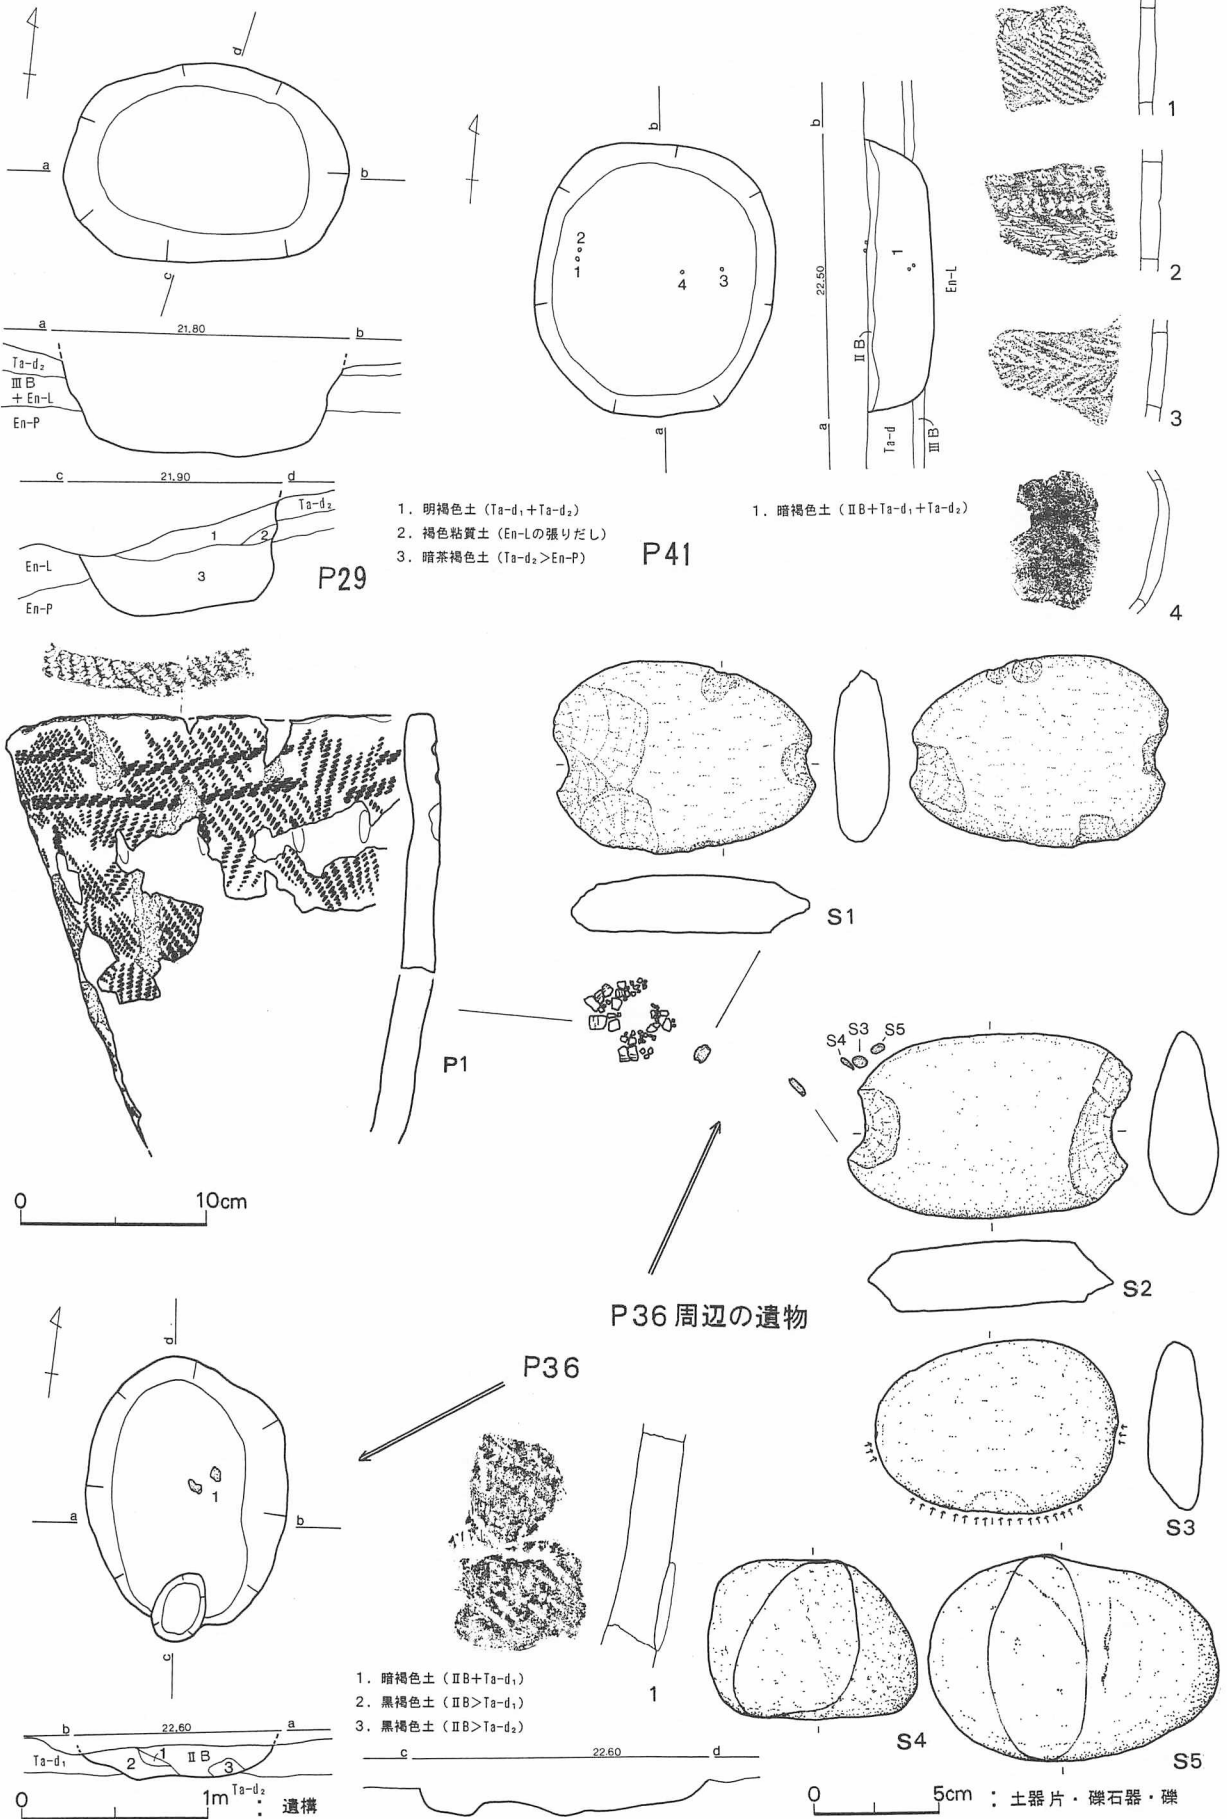 d
a
b
c
a
21.80
b
Ta-d₂
ⅢB
+ En-L
En-P
c
21.90
d
Ta-d₂
1
2
3
En-L
En-P
P29
1. 明褐色土 (Ta-d₁+Ta-d₂)
2. 褐色粘質土 (En-Lの張りだし)
3. 暗茶褐色土 (Ta-d₂>En-P)
b
2
1
4
3
a
b
22.50
a
1
ⅡB
En-L
Ta-d
ⅢB
1. 暗褐色土 (ⅡB+Ta-d₁+Ta-d₂)
P41
1
2
3
4
P1
0
10cm
S1
S4
S3
S5
S2
P36周辺の遺物
S3
P36
d
1
a
b
c
b
22.60
a
Ta-d₁
2
1
ⅡB
3
Ta-d₂
0
1m
: 遺構
1. 暗褐色土 (ⅡB+Ta-d₁)
2. 黒褐色土 (ⅡB>Ta-d₁)
3. 黒褐色土 (ⅡB>Ta-d₂)
1
c
22.60
d
S4
S5
0
5cm
: 土器片・礫石器・礫